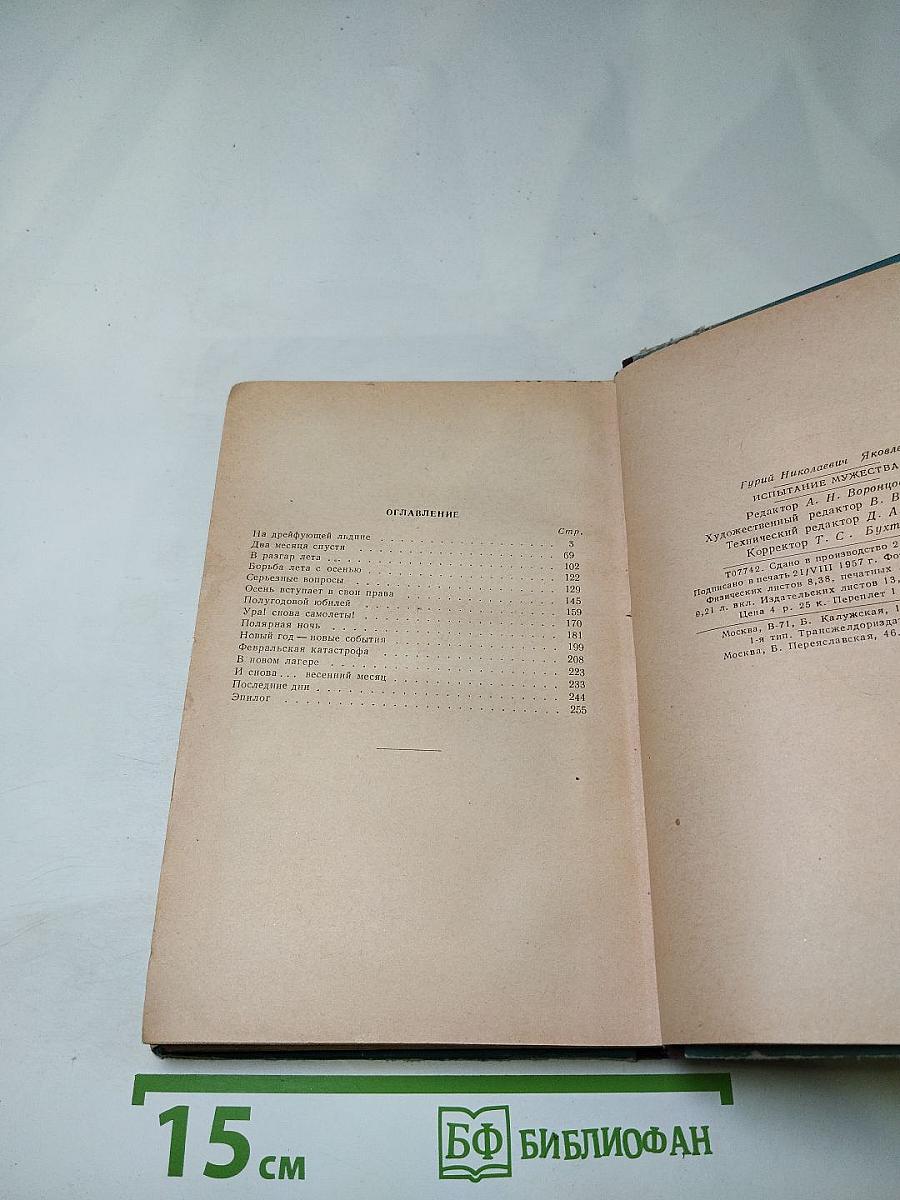 ОГЛАВЛЕНИЕ
Стр.
На дрейфующей льдине . . . . . . . . . . . . . . . 3
Два месяца спустя . . . . . . . . . . . . . . . 69
В разгар лета . . . . . . . . . . . . . . . 102
Борьба лета с осенью . . . . . . . . . . . . . . . 122
Серьезные вопросы . . . . . . . . . . . . . . . 129
Осень вступает в свои права . . . . . . . . . . . . . . . 145
Полугодовой юбилей . . . . . . . . . . . . . . . 159
Ура! снова самолеты! . . . . . . . . . . . . . . . 170
Полярная ночь . . . . . . . . . . . . . . . 181
Новый год — новые события . . . . . . . . . . . . . . . 199
Февральская катастрофа . . . . . . . . . . . . . . . 208
В новом лагере . . . . . . . . . . . . . . . 223
И снова... весенний месяц . . . . . . . . . . . . . . . 233
Последние дни . . . . . . . . . . . . . . . 244
Эпилог . . . . . . . . . . . . . . . 255
Гурий Николаевич
ИСПЫТАНИЕ МУЖЕСТВА
Редактор А. Н.
Художественный редактор В.
Технический редактор Д. А.
Корректор Т. С.
Т07742. Сдано в производство
Подписано в печать 21/VIII 1957 г.
Физических листов 8,38, печатных
9,21 л. вкл. Издательских листов 13,
Цена 4 р. 25 к. Переплет 1
Москва, В-71, Б. Калужская, 1
1-я тип. Трансжелдориздат
Москва, Б. Переяславская, 46.
15 см
БФ БИБЛИОФАН